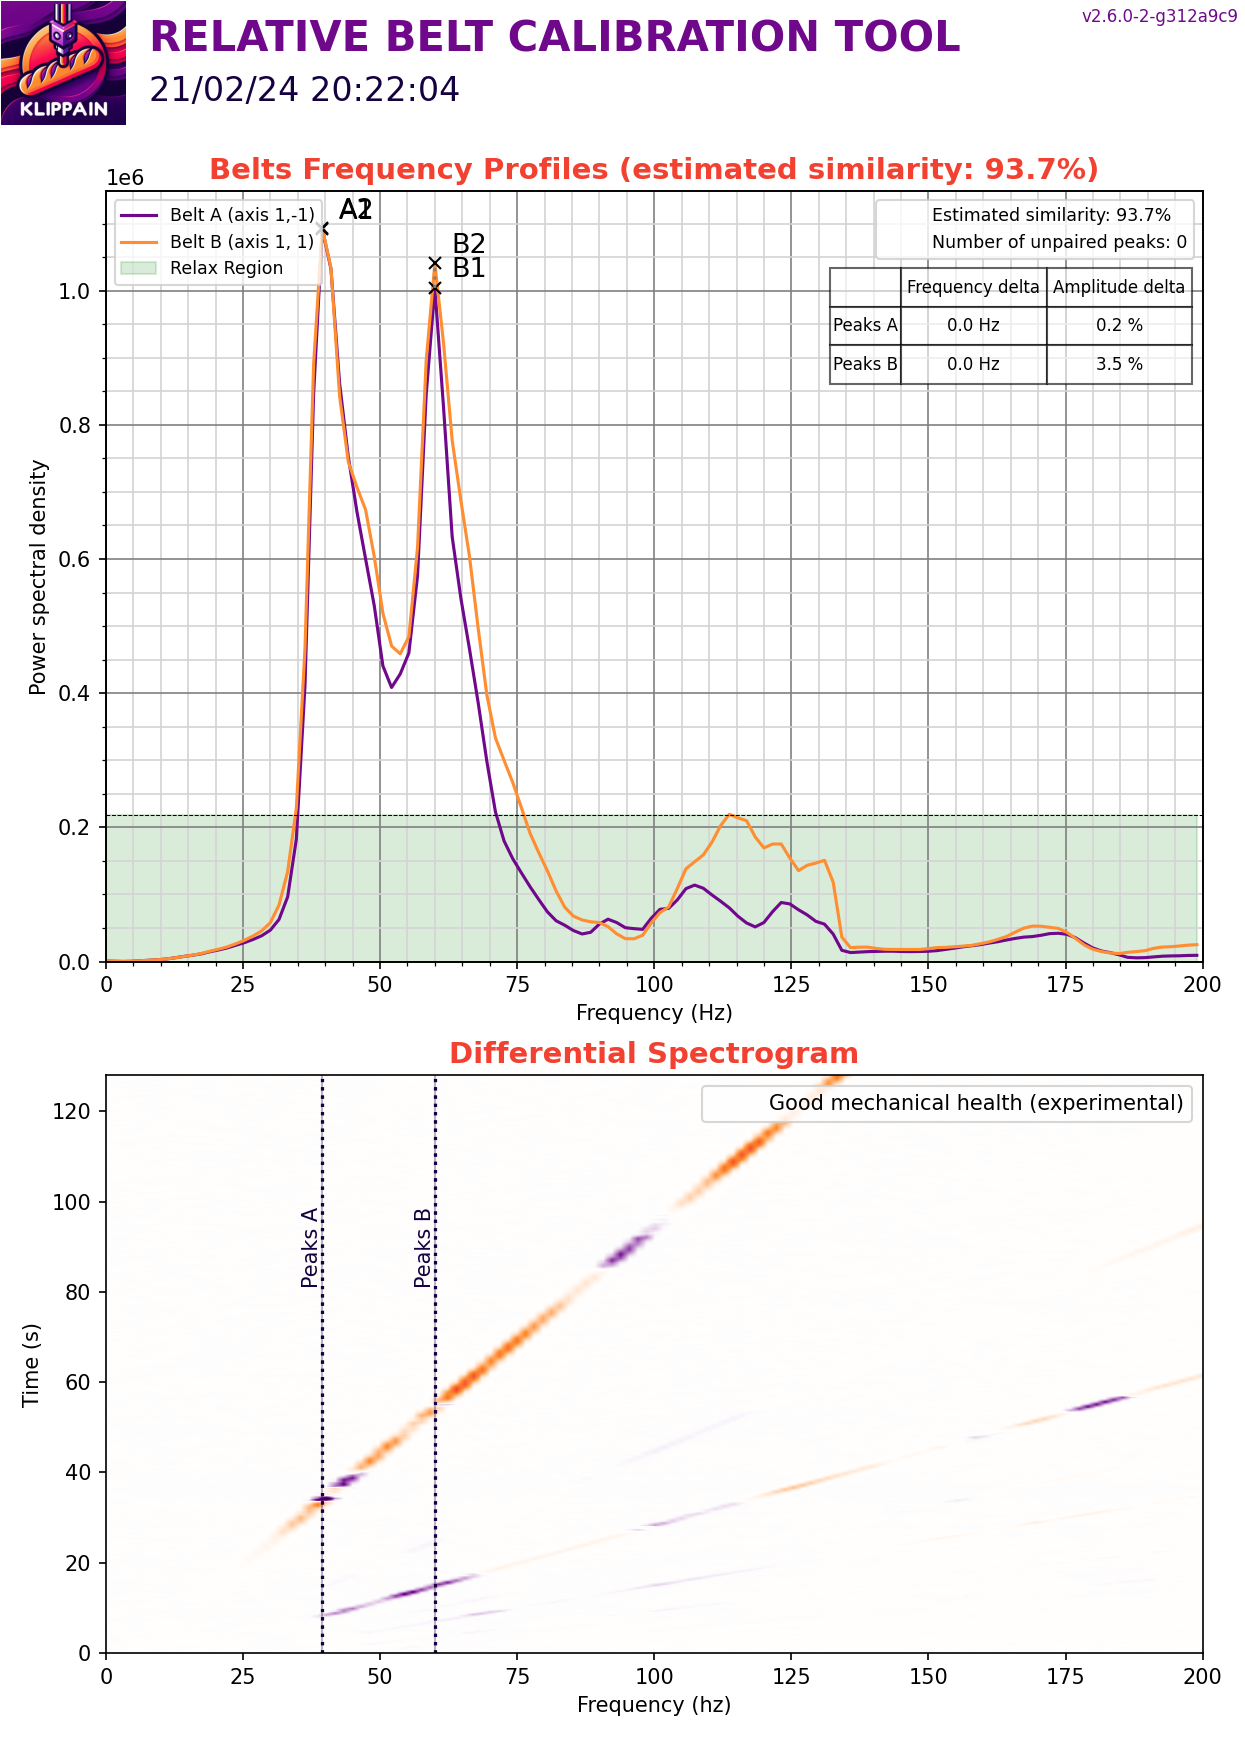 KLIPPAIN
RELATIVE BELT CALIBRATION TOOL
v2.6.0-2-g312a9c9
21/02/24 20:22:04
Belts Frequency Profiles (estimated similarity: 93.7%)
1e6
Belt A (axis 1,-1)
Belt B (axis 1, 1)
Relax Region
A1
B2
B1
Estimated similarity: 93.7%
Number of unpaired peaks: 0
Frequency delta Amplitude delta
Peaks A 0.0 Hz 0.2 %
Peaks B 0.0 Hz 3.5 %
Power spectral density
1.0
0.8
0.6
0.4
0.2
0.0
0 25 50 75 100 125 150 175 200
Frequency (Hz)
Differential Spectrogram
Good mechanical health (experimental)
Peaks A
Peaks B
Time (s)
120
100
80
60
40
20
0
0 25 50 75 100 125 150 175 200
Frequency (hz)